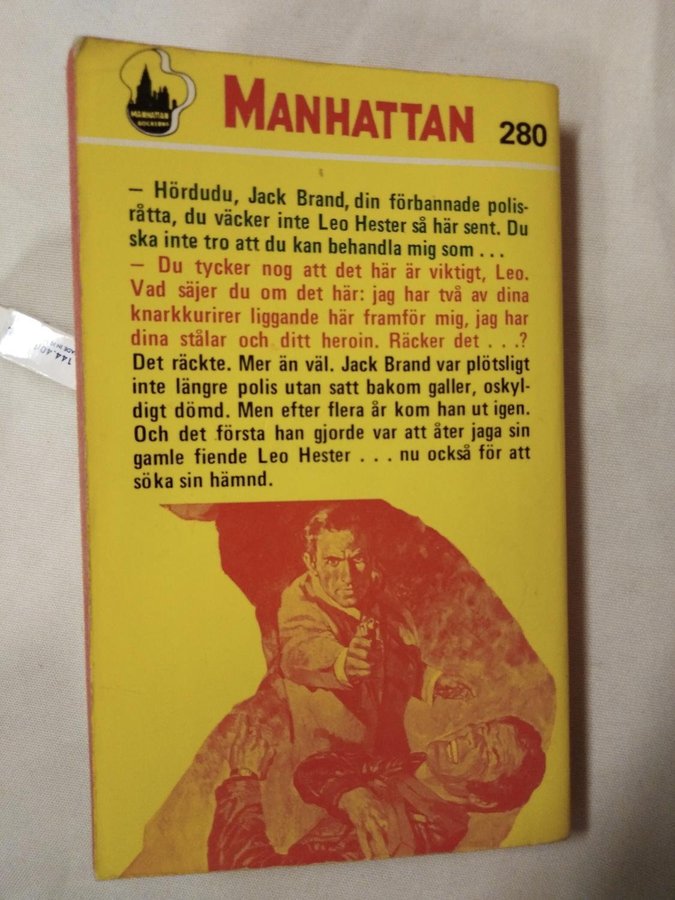 MANHATTAN
MANHATTAN
280
– Hördudu, Jack Brand, din förbannade polis-
råtta, du väcker inte Leo Hester så här sent. Du
ska inte tro att du kan behandla mig som . . .
– Du tycker nog att det här är viktigt, Leo.
Vad säjer du om det här: jag har två av dina
knarkkurirer liggande här framför mig, jag har
dina stålar och ditt heroin. Räcker det . . .?
Det räckte. Mer än väl. Jack Brand var plötsligt
inte längre polis utan satt bakom galler, oskyl-
digt dömd. Men efter flera år kom han ut igen.
Och det första han gjorde var att åter jaga sin
gamle fiende Leo Hester . . . nu också för att
söka sin hämnd.